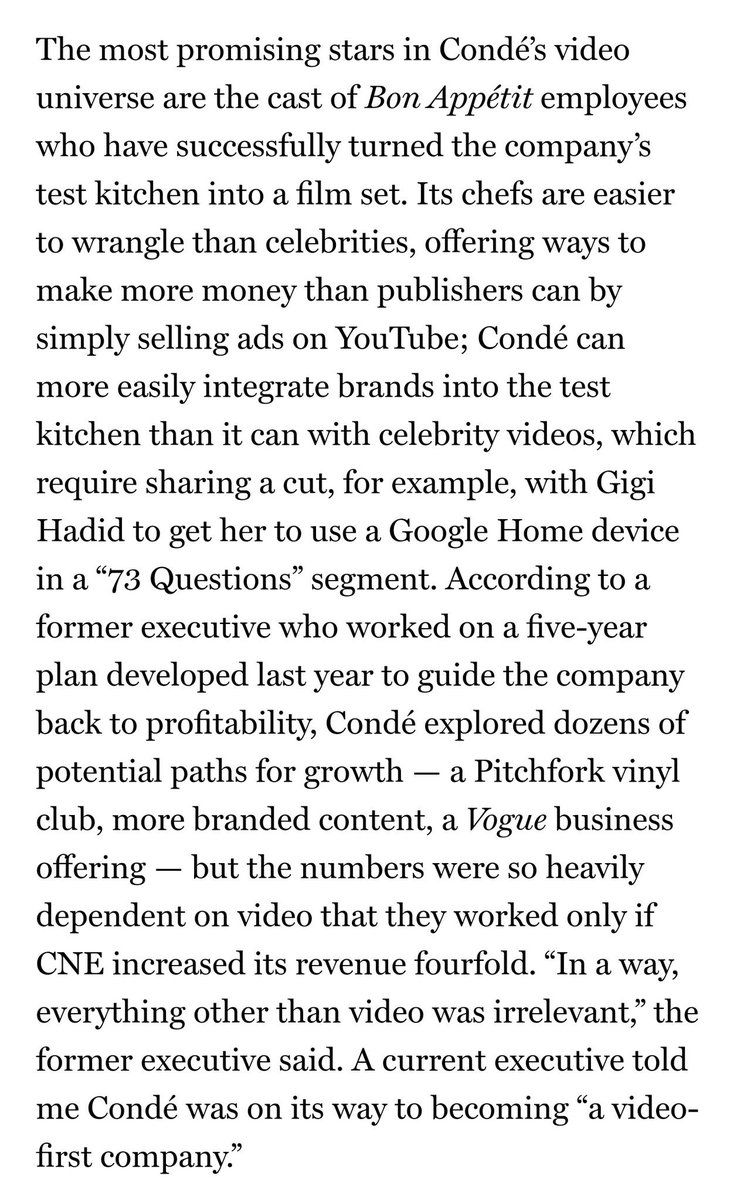 The most promising stars in Condé’s video
universe are the cast of Bon Appétit employees
who have successfully turned the company’s
test kitchen into a film set. Its chefs are easier
to wrangle than celebrities, offering ways to
make more money than publishers can by
simply selling ads on YouTube; Condé can
more easily integrate brands into the test
kitchen than it can with celebrity videos, which
require sharing a cut, for example, with Gigi
Hadid to get her to use a Google Home device
in a “73 Questions” segment. According to a
former executive who worked on a five-year
plan developed last year to guide the company
back to profitability, Condé explored dozens of
potential paths for growth — a Pitchfork vinyl
club, more branded content, a Vogue business
offering — but the numbers were so heavily
dependent on video that they worked only if
CNE increased its revenue fourfold. “In a way,
everything other than video was irrelevant,” the
former executive said. A current executive told
me Condé was on its way to becoming “a video-
first company.”